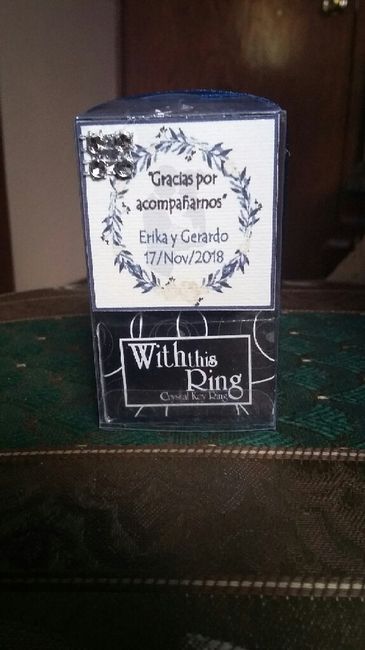 "Gracias por
acompañarnos"
Erika y Gerardo
17/Nov/2018
With this
Ring
Crystal Key Ring